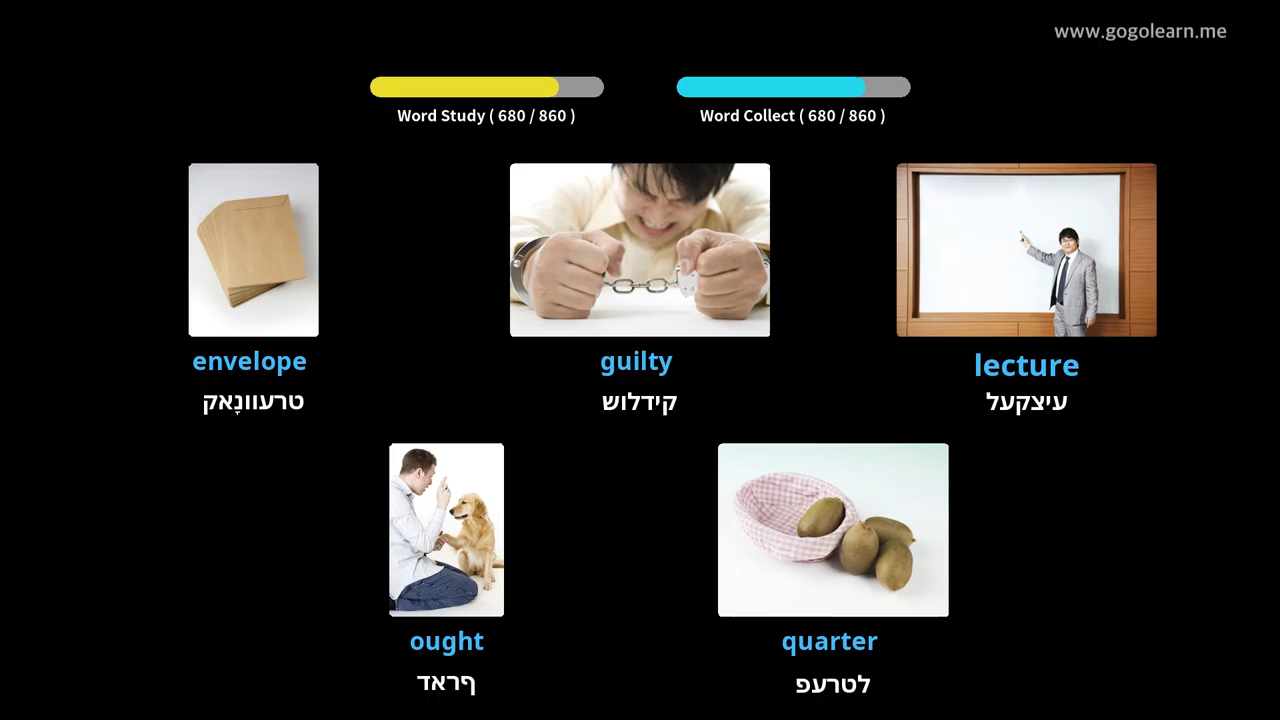 www.gogolearn.me
Word Study ( 680 / 860 )
Word Collect ( 680 / 860 )
envelope
טרעוונָאק
guilty
קידלוש
lecture
עיצקעל
ought
ףראד
quarter
לטרעפ